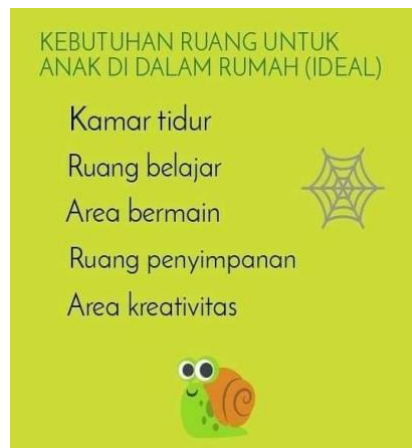 KEBUTUHAN RUANG UNTUK
ANAK DI DALAM RUMAH (IDEAL)
Kamar tidur
Ruang belajar
Area bermain
Ruang penyimpanan
Area kreativitas